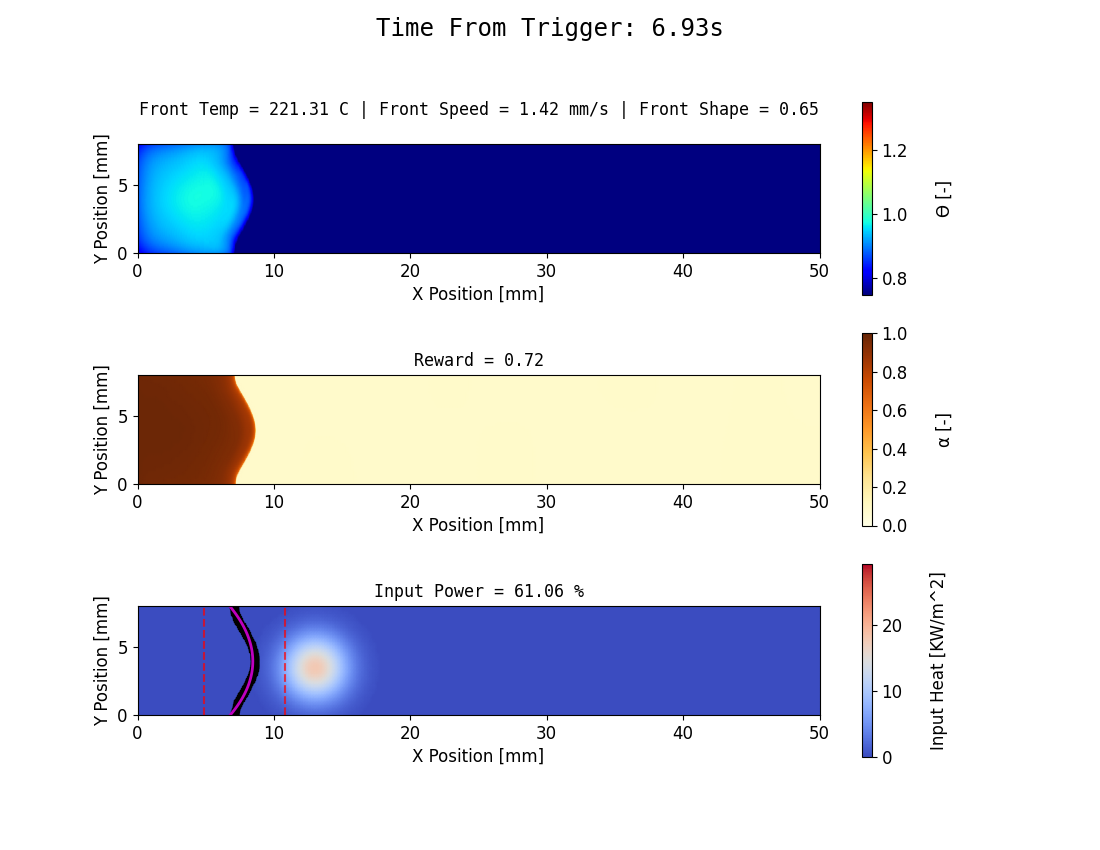 Time From Trigger: 6.93s
Front Temp = 221.31 C | Front Speed = 1.42 mm/s | Front Shape = 0.65
Y Position [mm]
5
0
0 10 20 30 40 50
X Position [mm]
1.2
1.0
0.8
Θ [-]
Reward = 0.72
Y Position [mm]
5
0
0 10 20 30 40 50
X Position [mm]
1.0
0.8
0.6
0.4
0.2
0.0
α [-]
Input Power = 61.06 %
Y Position [mm]
5
0
0 10 20 30 40 50
X Position [mm]
20
10
0
Input Heat [KW/m^2]